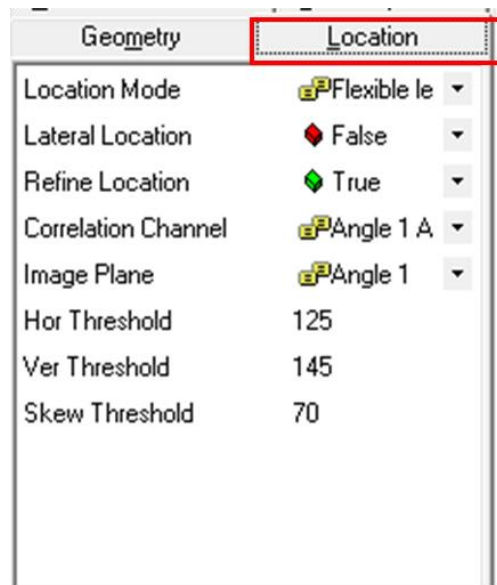 Geometry Location
Location Mode Flexible le
Lateral Location False
Refine Location True
Correlation Channel Angle 1 A
Image Plane Angle 1
Hor Threshold 125
Ver Threshold 145
Skew Threshold 70